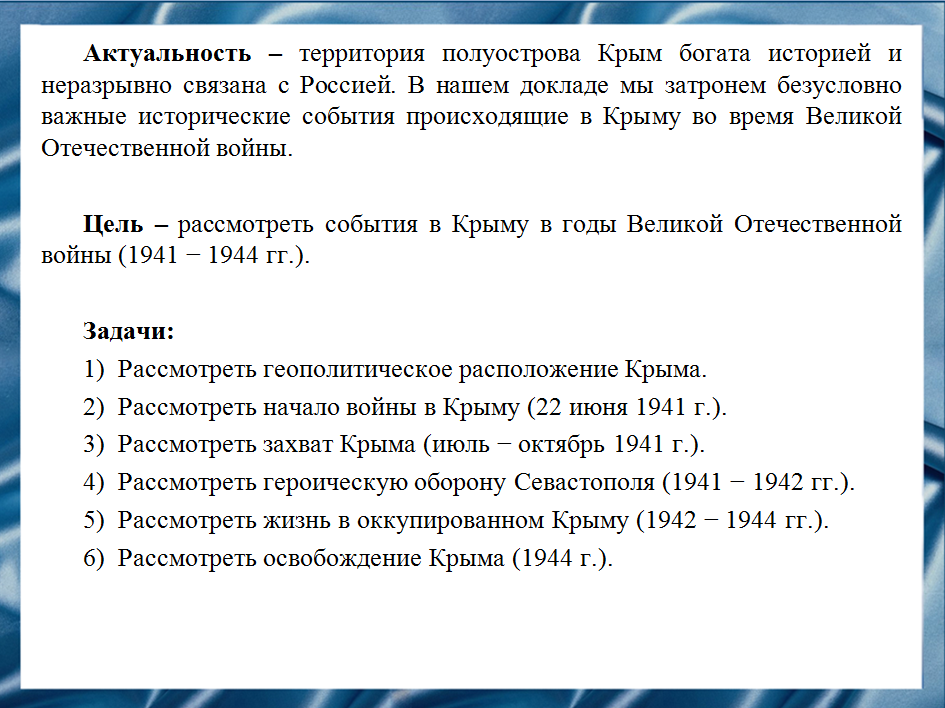 Актуальность – территория полуострова Крым богата историей и
неразрывно связана с Россией. В нашем докладе мы затронем безусловно
важные исторические события происходящие в Крыму во время Великой
Отечественной войны.
Цель – рассмотреть события в Крыму в годы Великой Отечественной
войны (1941 − 1944 гг.).
Задачи:
1) Рассмотреть геополитическое расположение Крыма.
2) Рассмотреть начало войны в Крыму (22 июня 1941 г.).
3) Рассмотреть захват Крыма (июль − октябрь 1941 г.).
4) Рассмотреть героическую оборону Севастополя (1941 − 1942 гг.).
5) Рассмотреть жизнь в оккупированном Крыму (1942 − 1944 гг.).
6) Рассмотреть освобождение Крыма (1944 г.).